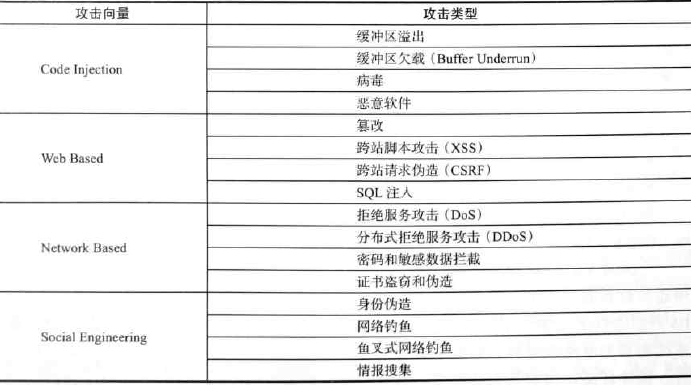 攻击向量 攻击类型
Code Injection
缓冲区溢出
缓冲区欠载（Buffer Underrun）
病毒
恶意软件
Web Based
篡改
跨站脚本攻击（XSS）
跨站请求伪造（CSRF）
SQL 注入
Network Based
拒绝服务攻击（DoS）
分布式拒绝服务攻击（DDoS）
密码和敏感数据拦截
证书盗窃和伪造
Social Engineering
身份伪造
网络钓鱼
鱼叉式网络钓鱼
情报搜集